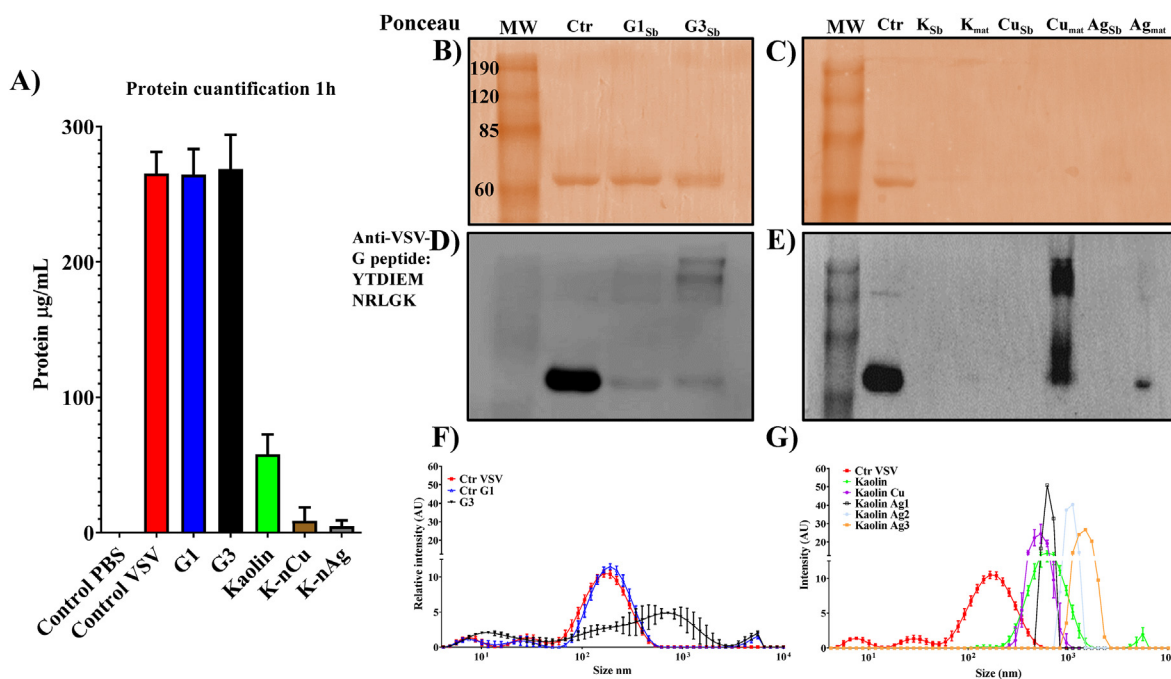 A)
Protein cuantification 1h
Protein µg/mL
300
200
100
0
Control PBS
Control VSV
G1
G3
Kaolin
K-nCu
K-nAg
Ponceau
B)
MW Ctr G1Sb G3Sb
190
120
85
60
C)
MW Ctr KSb Kmat CuSb Cumat AgSb Agmat
Anti-VSV-
G peptide:
YTDIEM
NRLGK
D)
E)
F)
Ctr VSV
Ctr G1
G3
Relative intensity (AU)
60
50
40
30
20
10
5
0
10¹ 10² 10³ 10⁴
Size nm
G)
Ctr VSV
Kaolin
Kaolin Cu
Kaolin Ag1
Kaolin Ag2
Kaolin Ag3
Intensity (AU)
60
50
40
30
20
10
5
0
10¹ 10² 10³
Size (nm)